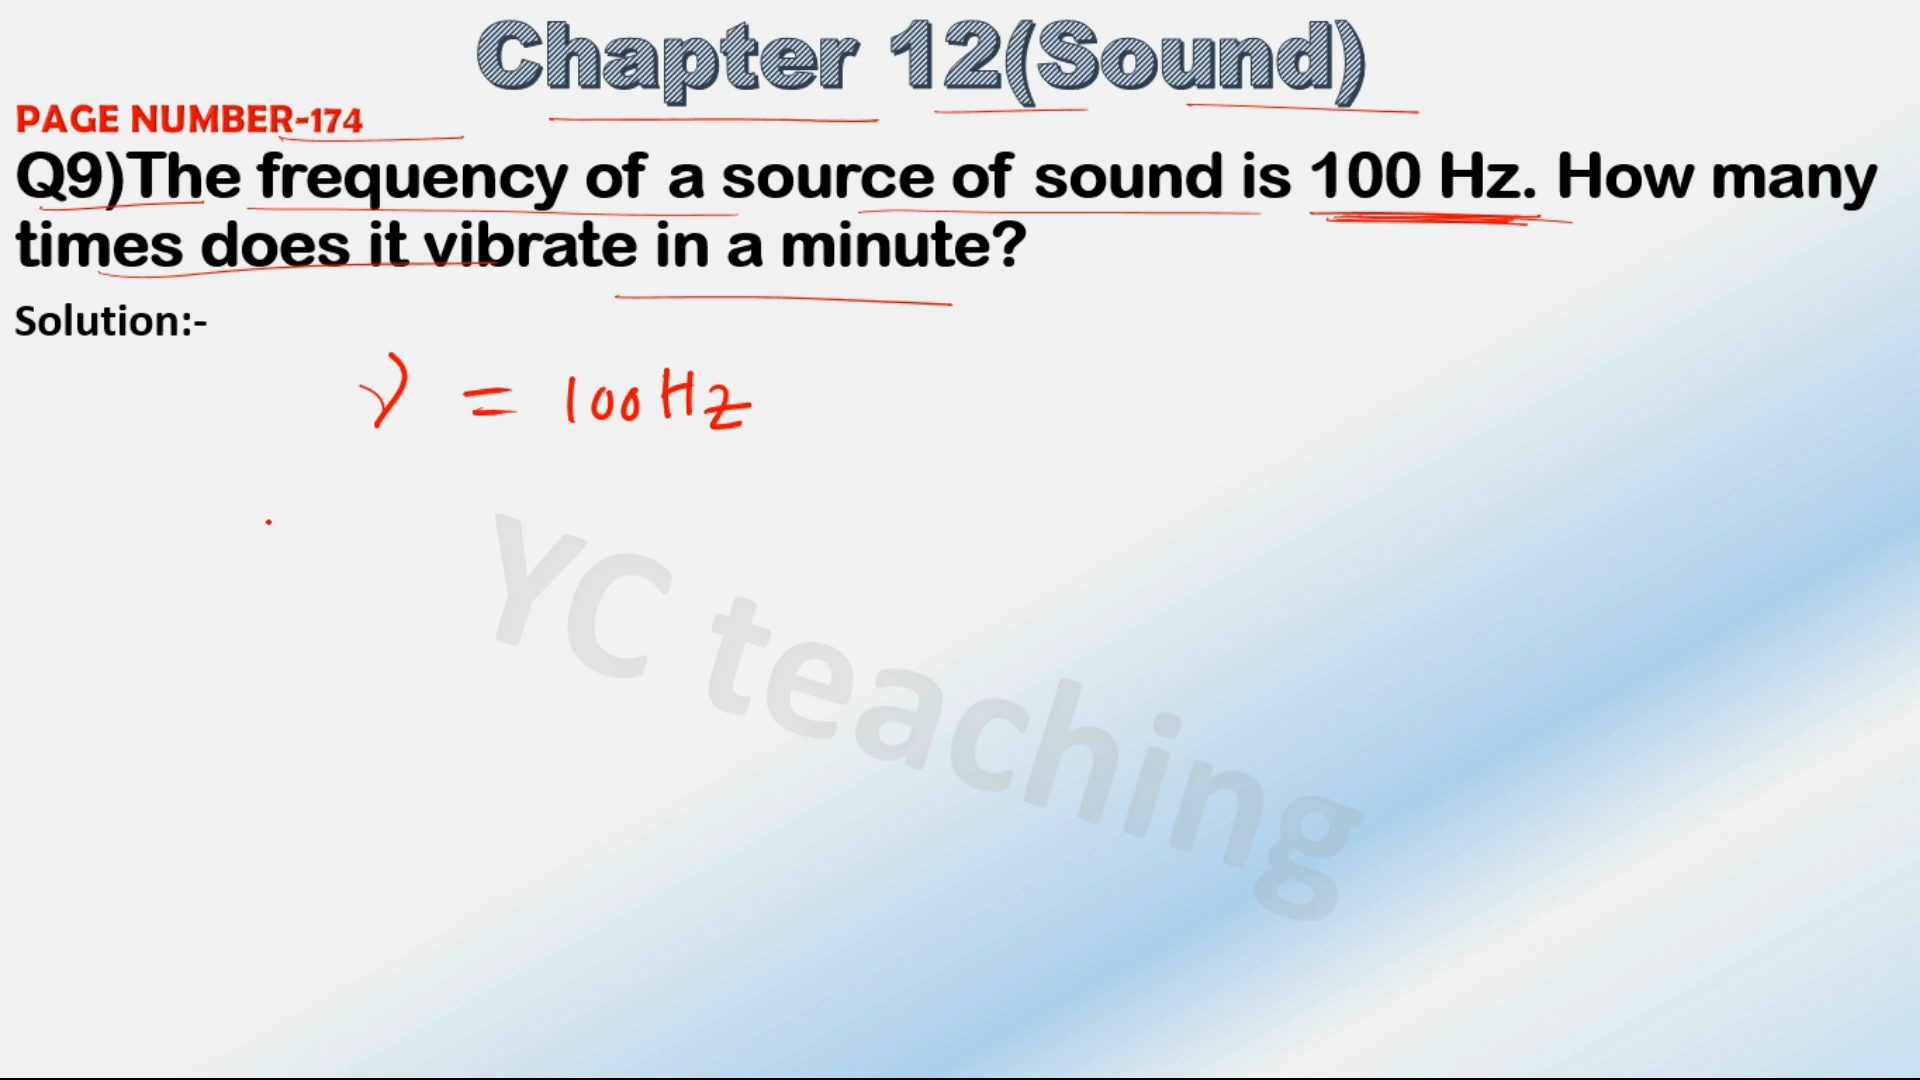 Chapter 12(Sound)
PAGE NUMBER-174
Q9)The frequency of a source of sound is 100 Hz. How many
times does it vibrate in a minute?
Solution:-
ν = 100 Hz
YC teaching